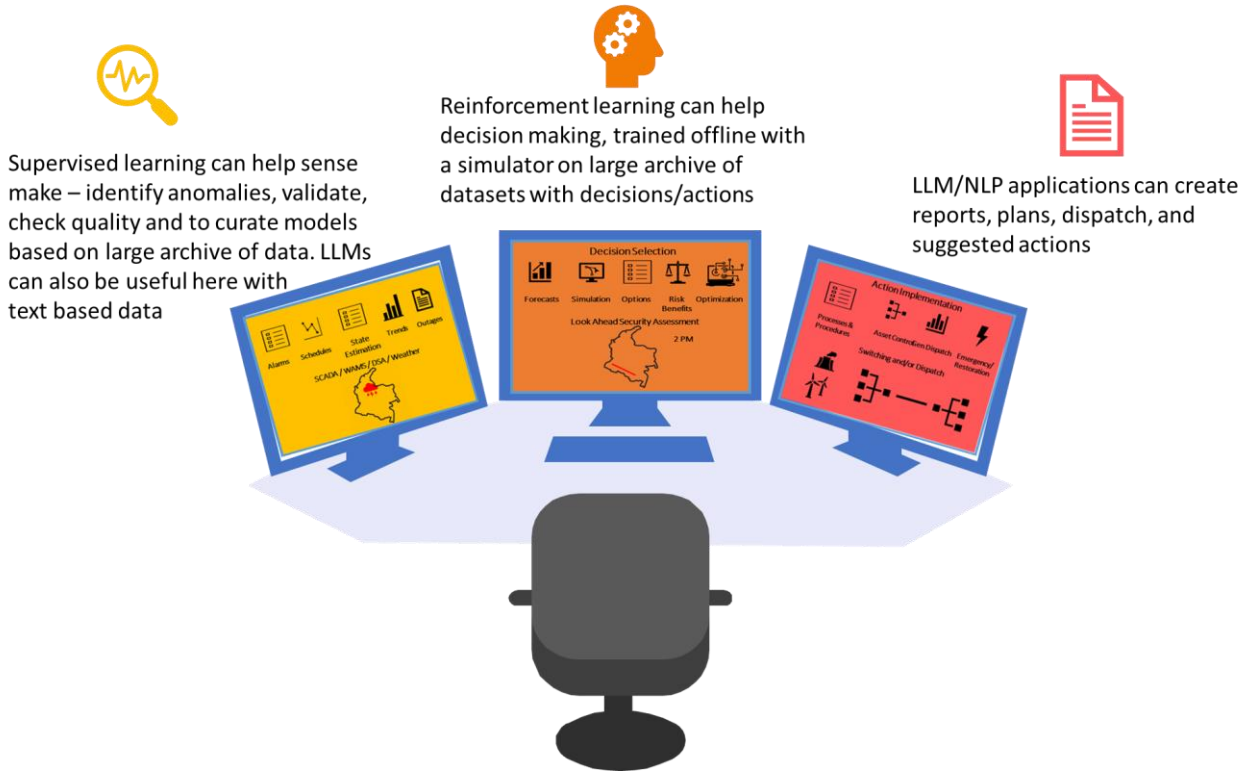 Supervised learning can help sense
make – identify anomalies, validate,
check quality and to curate models
based on large archive of data. LLMs
can also be useful here with
text based data
Reinforcement learning can help
decision making, trained offline with
a simulator on large archive of
datasets with decisions/actions
LLM/NLP applications can create
reports, plans, dispatch, and
suggested actions
Alarms
Schedules
State
Estimation
Trends
Outages
SCADA / WAMS / DSA / Weather
Decision Selection
Forecasts
Simulation
Options
Risk
Benefits
Optimization
Look Ahead Security Assessment
2 PM
Action Implementation
Processes &
Procedures
Asset Control
Gen Dispatch
Emergency/
Restoration
Switching and/or Dispatch